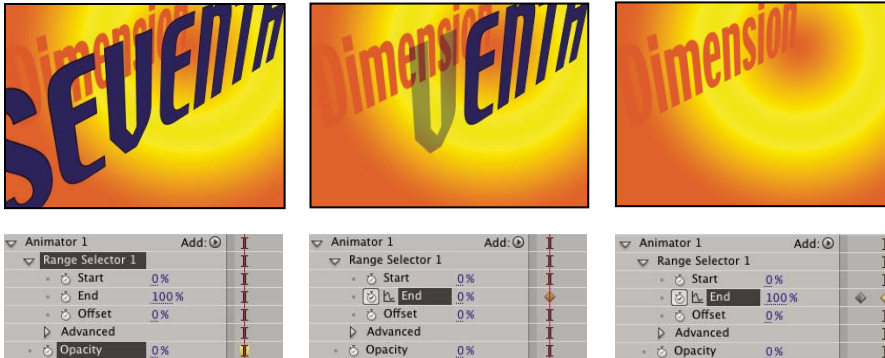 Dimension
SEVENTH
Dimension
VENTH
Dimension
Animator 1 Add:
Range Selector 1
Start 0%
End 100%
Offset 0%
Advanced
Opacity 0%
Animator 1 Add:
Range Selector 1
Start 0%
End 0%
Offset 0%
Advanced
Opacity 0%
Animator 1 Add:
Range Selector 1
Start 0%
End 100%
Offset 0%
Advanced
Opacity 0%